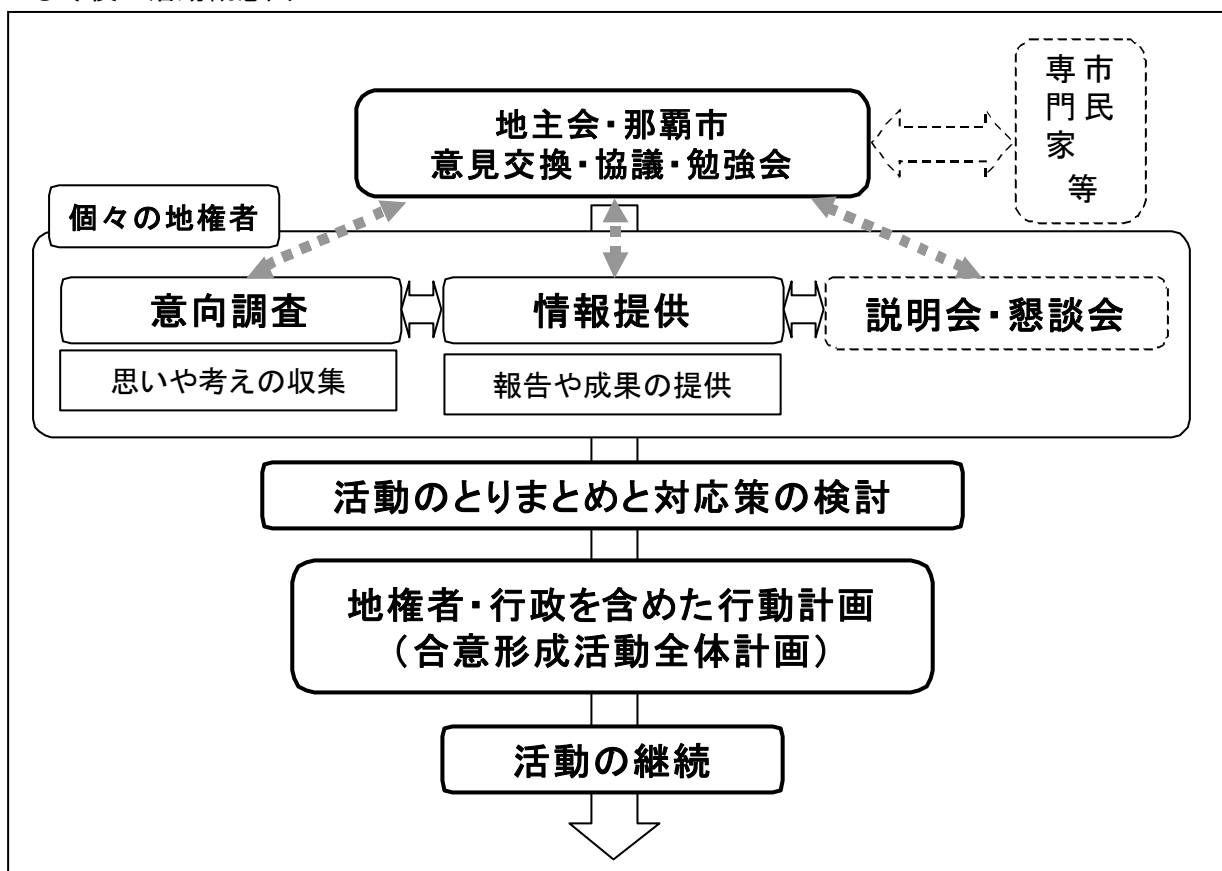 地主会・那覇市
意見交換・協議・勉強会
市民
専門家
等
個々の地権者
意向調査
情報提供
説明会・懇談会
思いや考えの収集
報告や成果の提供
活動のとりまとめと対応策の検討
地権者・行政を含めた行動計画
（合意形成活動全体計画）
活動の継続